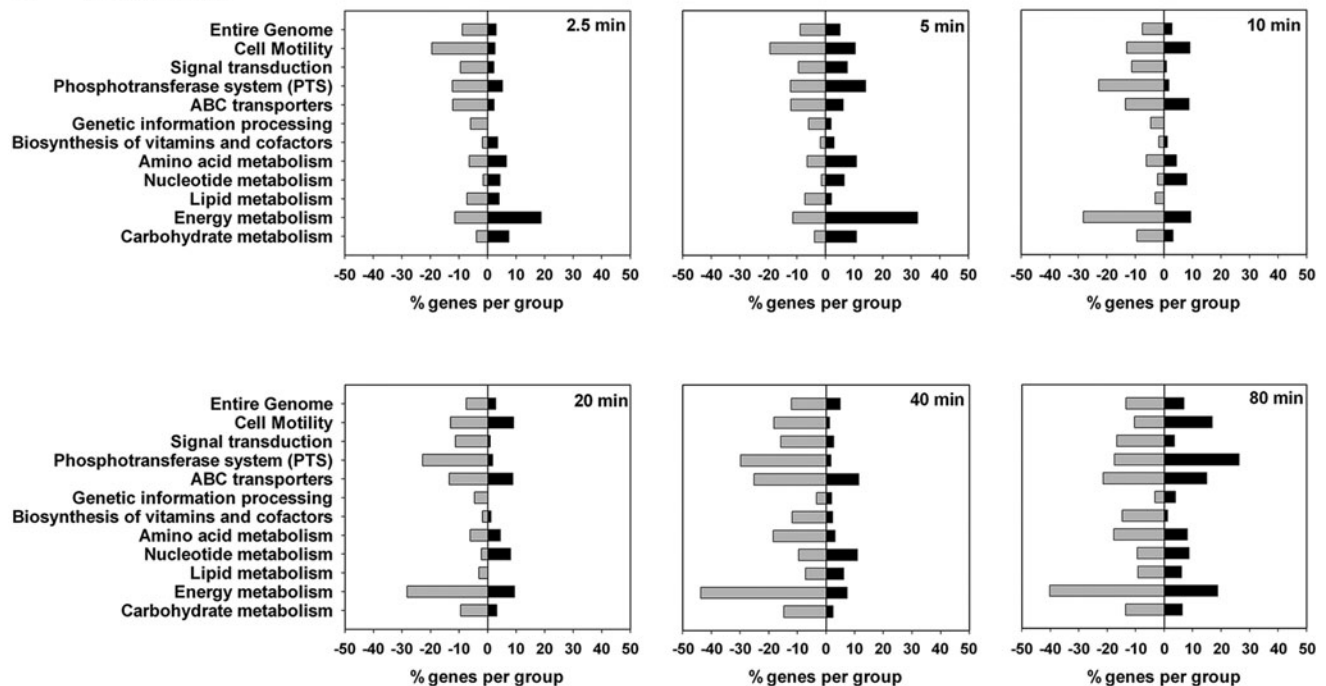 2.5 min
5 min
10 min
Entire Genome
Cell Motility
Signal transduction
Phosphotransferase system (PTS)
ABC transporters
Genetic information processing
Biosynthesis of vitamins and cofactors
Amino acid metabolism
Nucleotide metabolism
Lipid metabolism
Energy metabolism
Carbohydrate metabolism
-50 -40 -30 -20 -10 0 10 20 30 40 50
-50 -40 -30 -20 -10 0 10 20 30 40 50
-50 -40 -30 -20 -10 0 10 20 30 40 50
% genes per group
% genes per group
% genes per group
20 min
40 min
80 min
Entire Genome
Cell Motility
Signal transduction
Phosphotransferase system (PTS)
ABC transporters
Genetic information processing
Biosynthesis of vitamins and cofactors
Amino acid metabolism
Nucleotide metabolism
Lipid metabolism
Energy metabolism
Carbohydrate metabolism
-50 -40 -30 -20 -10 0 10 20 30 40 50
-50 -40 -30 -20 -10 0 10 20 30 40 50
-50 -40 -30 -20 -10 0 10 20 30 40 50
% genes per group
% genes per group
% genes per group